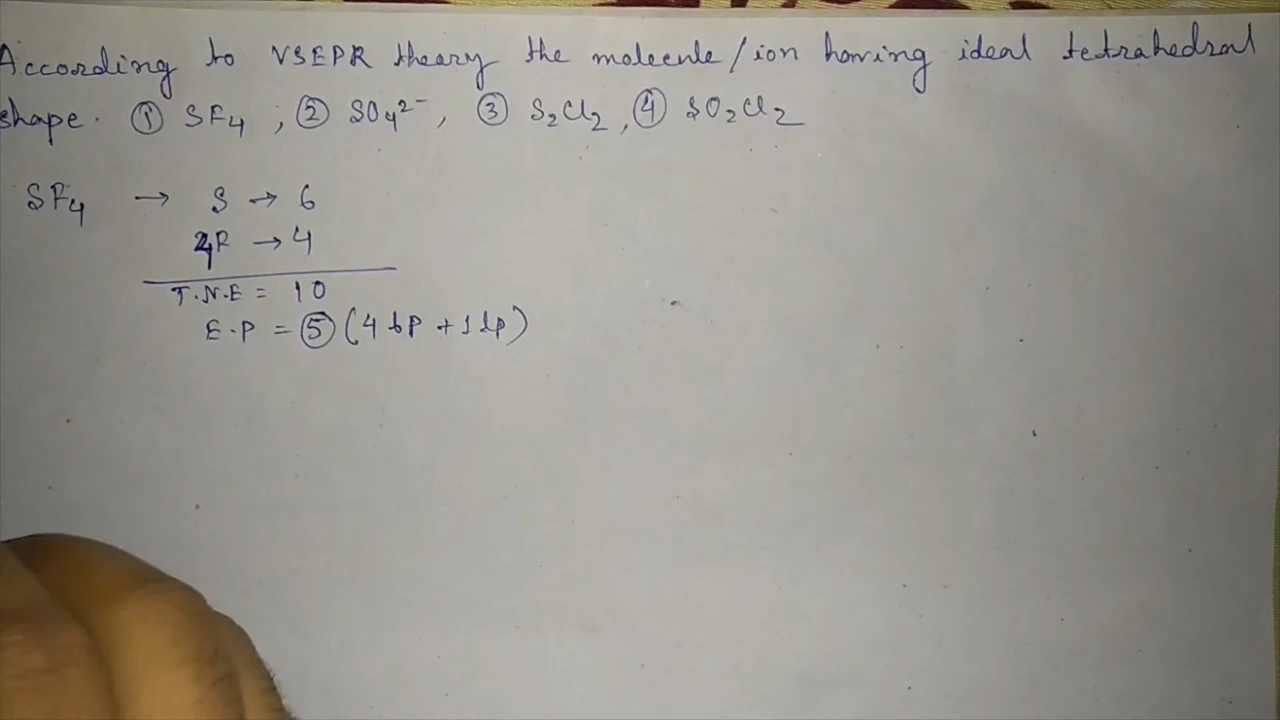 According to VSEPR theory the molecule/ion having ideal tetrahedral
shape. ① SF₄ ; ② SO₄²⁻, ③ S₂Cl₂, ④ SO₂Cl₂
SF₄ → S → 6
4F → 4
T.N.E = 10
E.P = ⑤ (4 bp + 1 lp)